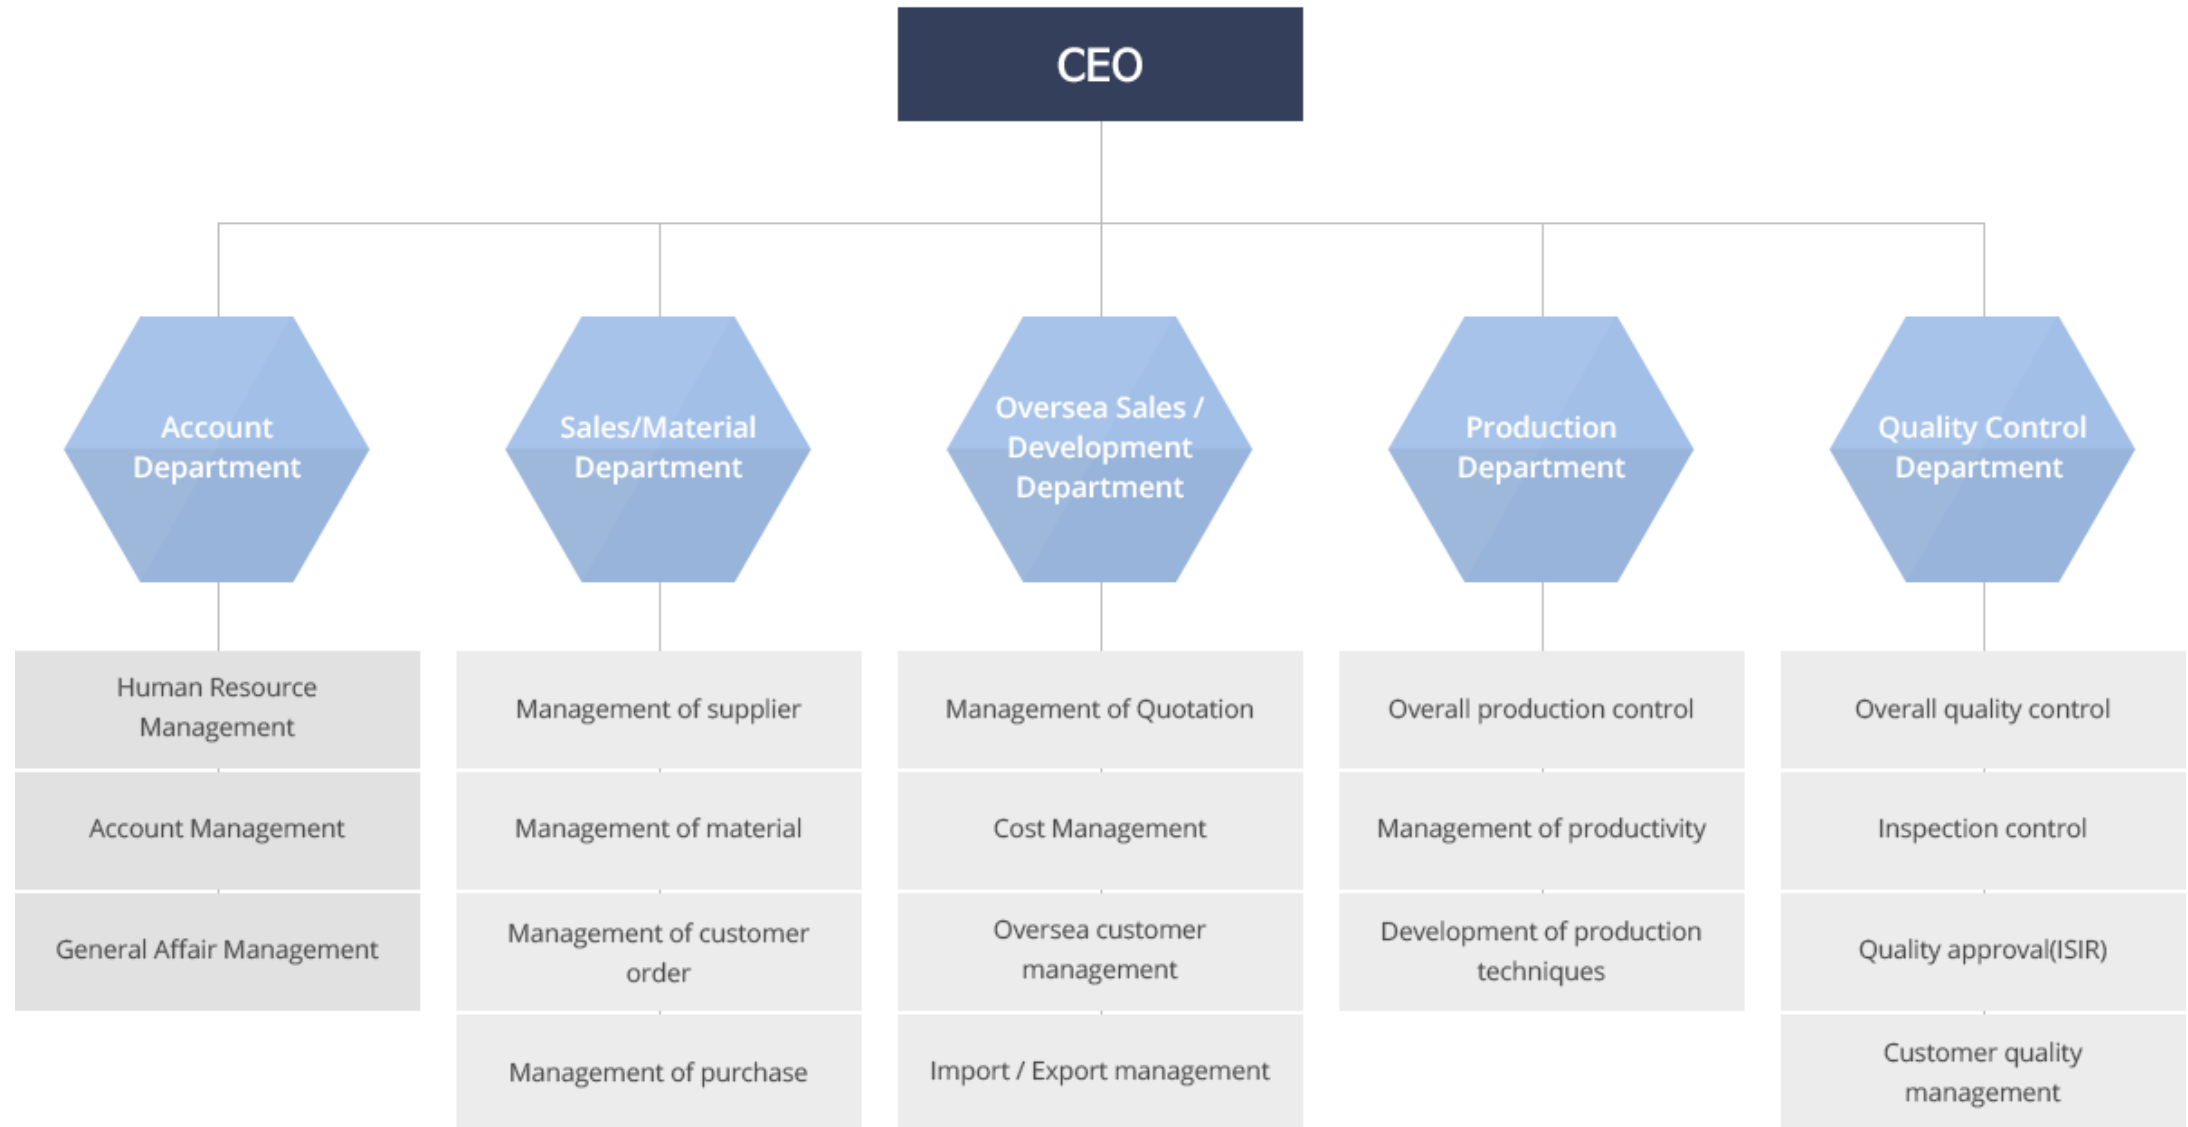 CEO
Account
Department
Sales/Material
Department
Oversea Sales /
Development
Department
Production
Department
Quality Control
Department
Human Resource
Management
Account Management
General Affair Management
Management of supplier
Management of material
Management of customer
order
Management of purchase
Management of Quotation
Cost Management
Oversea customer
management
Import / Export management
Overall production control
Management of productivity
Development of production
techniques
Overall quality control
Inspection control
Quality approval(ISIR)
Customer quality
management